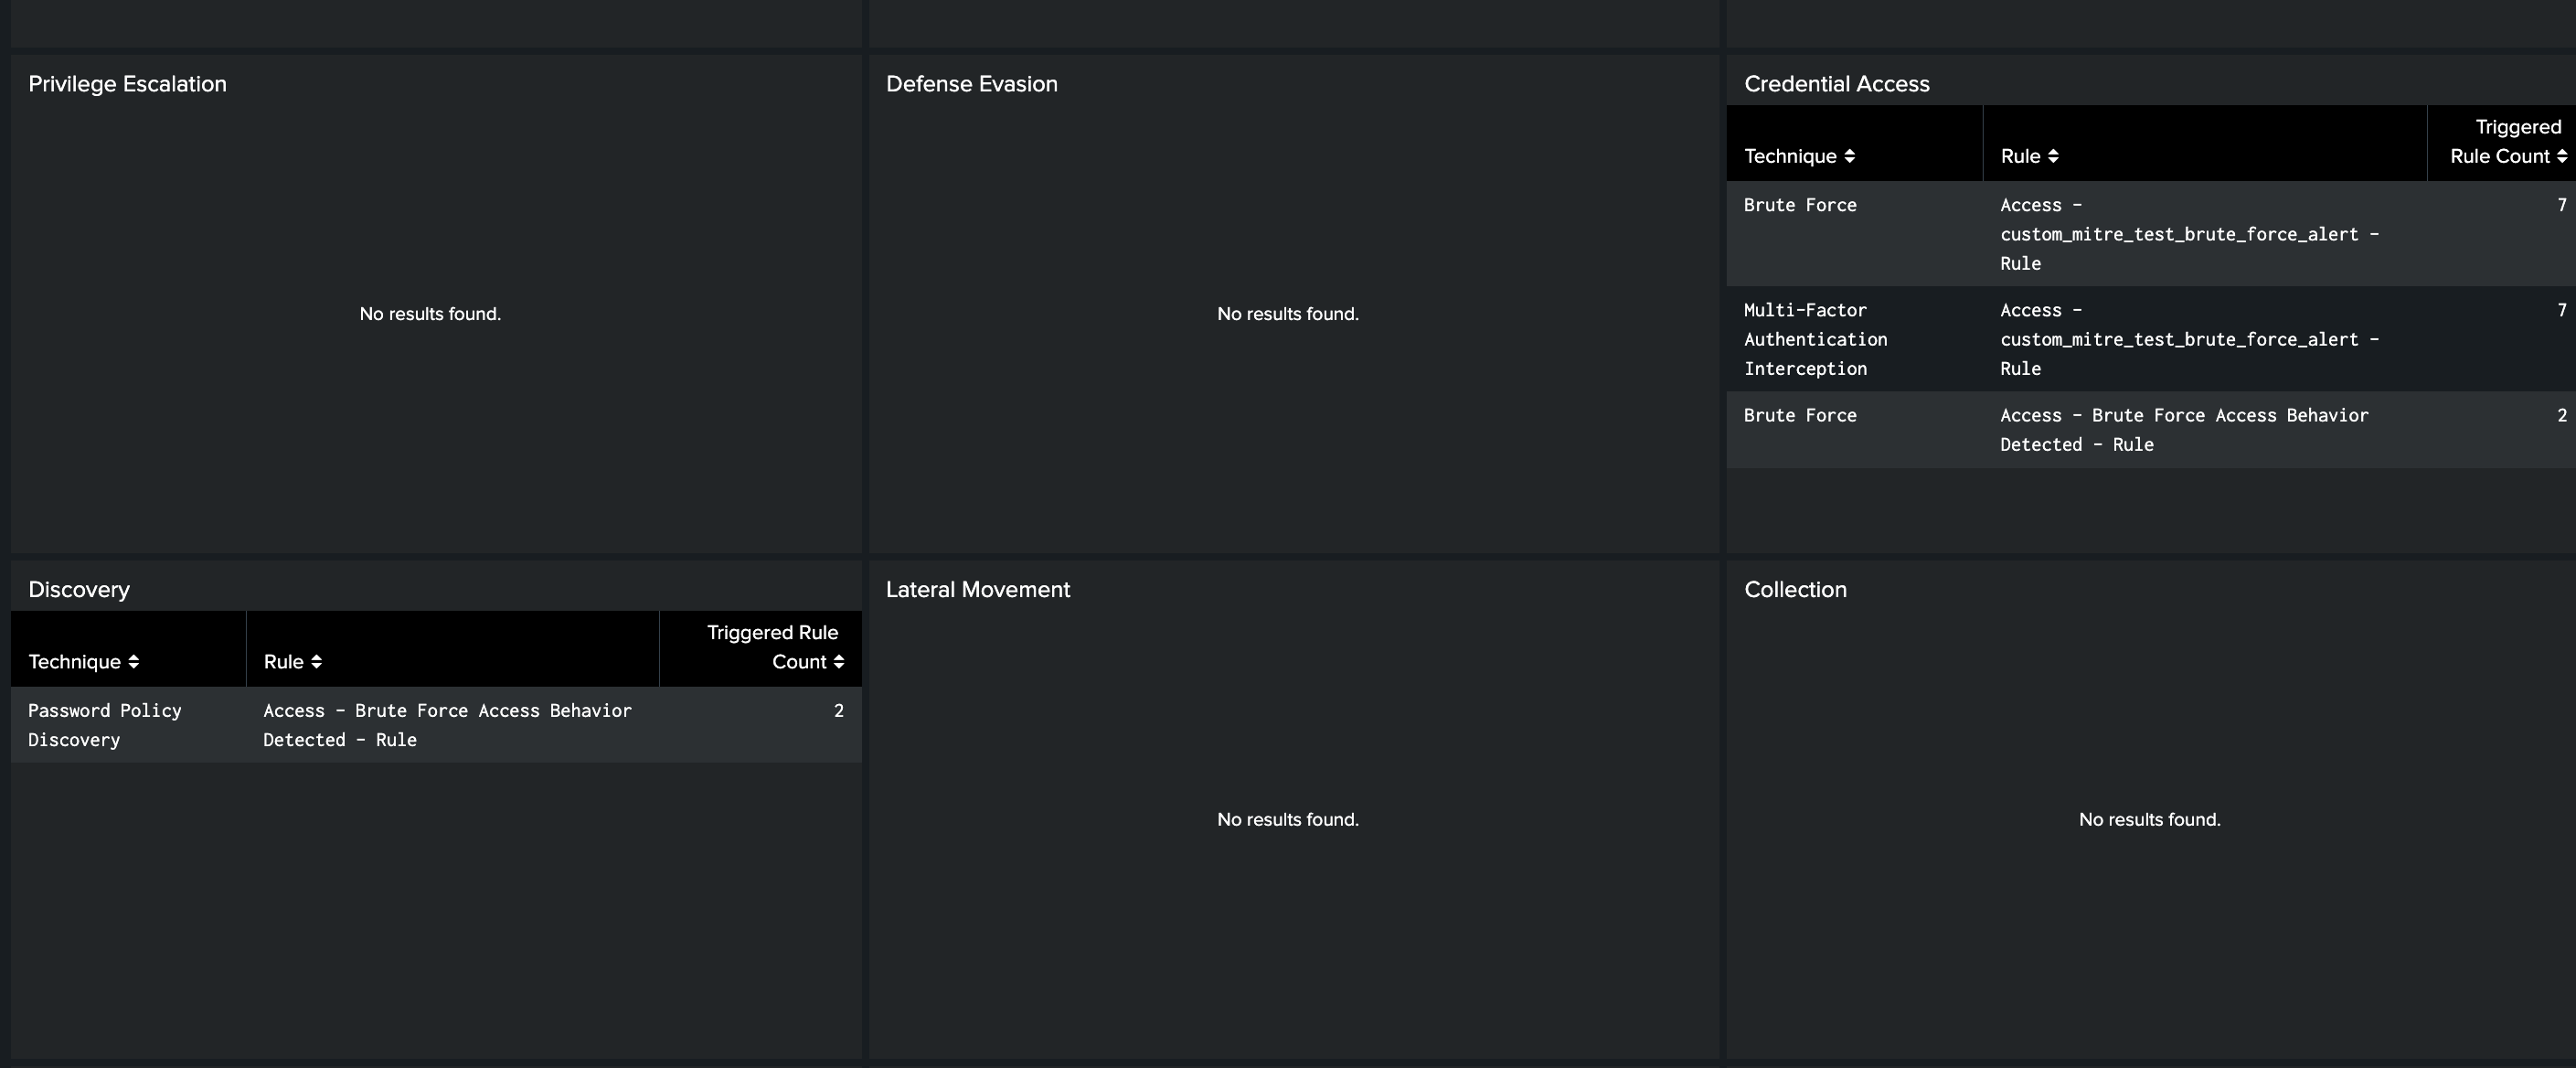 Privilege Escalation
No results found.
Defense Evasion
No results found.
Credential Access
Technique
Rule
Triggered
Rule Count
Brute Force
Access -
custom_mitre_test_brute_force_alert -
Rule
7
Multi-Factor
Authentication
Interception
Access -
custom_mitre_test_brute_force_alert -
Rule
7
Brute Force
Access - Brute Force Access Behavior
Detected - Rule
2
Discovery
Technique
Rule
Triggered Rule
Count
Password Policy
Discovery
Access - Brute Force Access Behavior
Detected - Rule
2
Lateral Movement
No results found.
Collection
No results found.